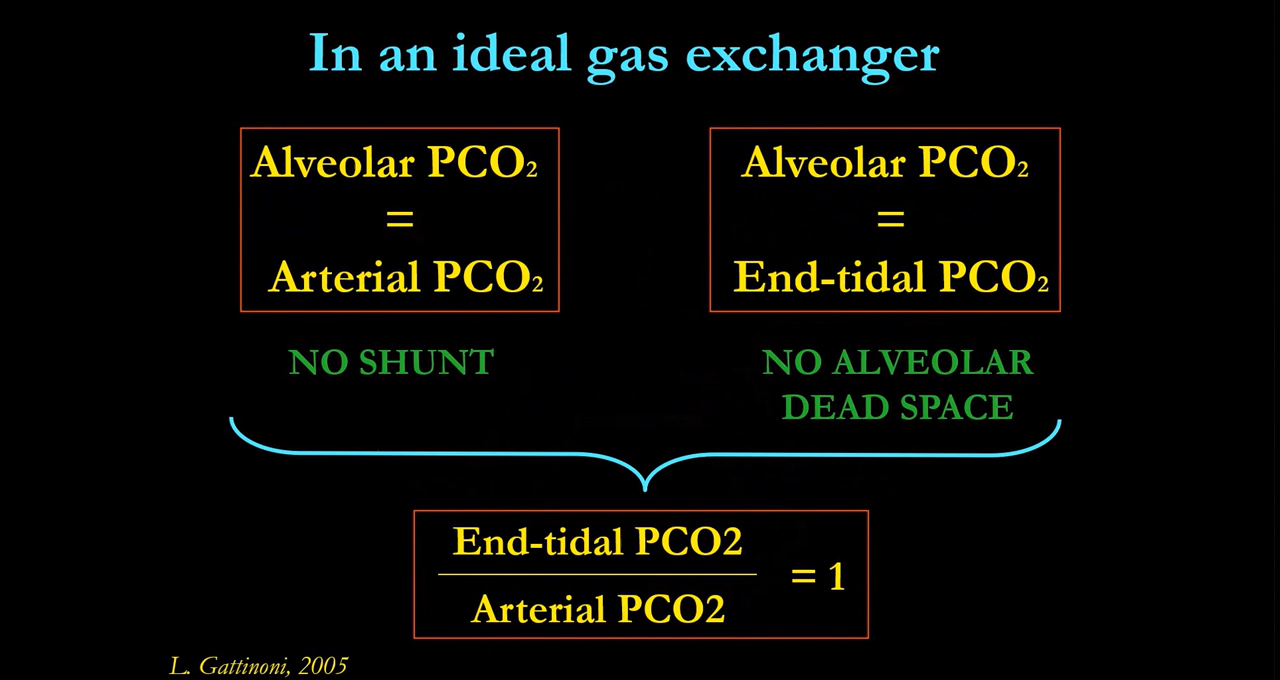 In an ideal gas exchanger
Alveolar PCO₂
=
Arterial PCO₂
NO SHUNT
Alveolar PCO₂
=
End-tidal PCO₂
NO ALVEOLAR
DEAD SPACE
End-tidal PCO2
Arterial PCO2
= 1
L. Gattinoni, 2005